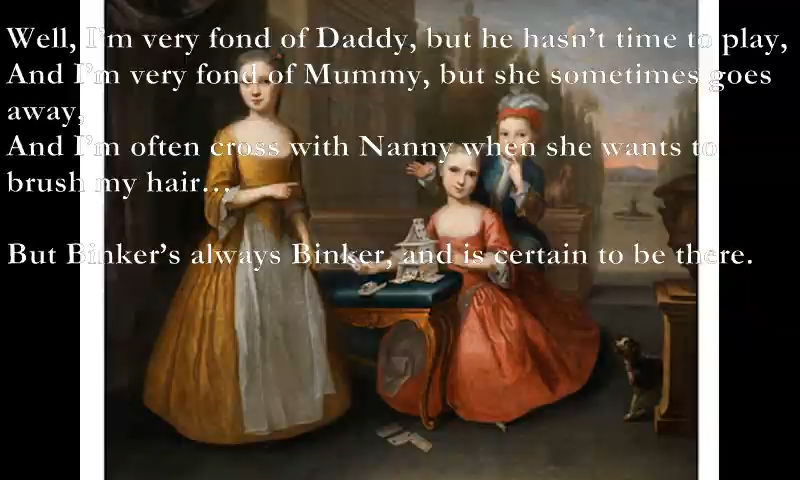 Well, I'm very fond of Daddy, but he hasn't time to play,
And I'm very fond of Mummy, but she sometimes goes
away,
And I'm often cross with Nanny when she wants to
brush my hair...
But Binker's always Binker, and is certain to be there.